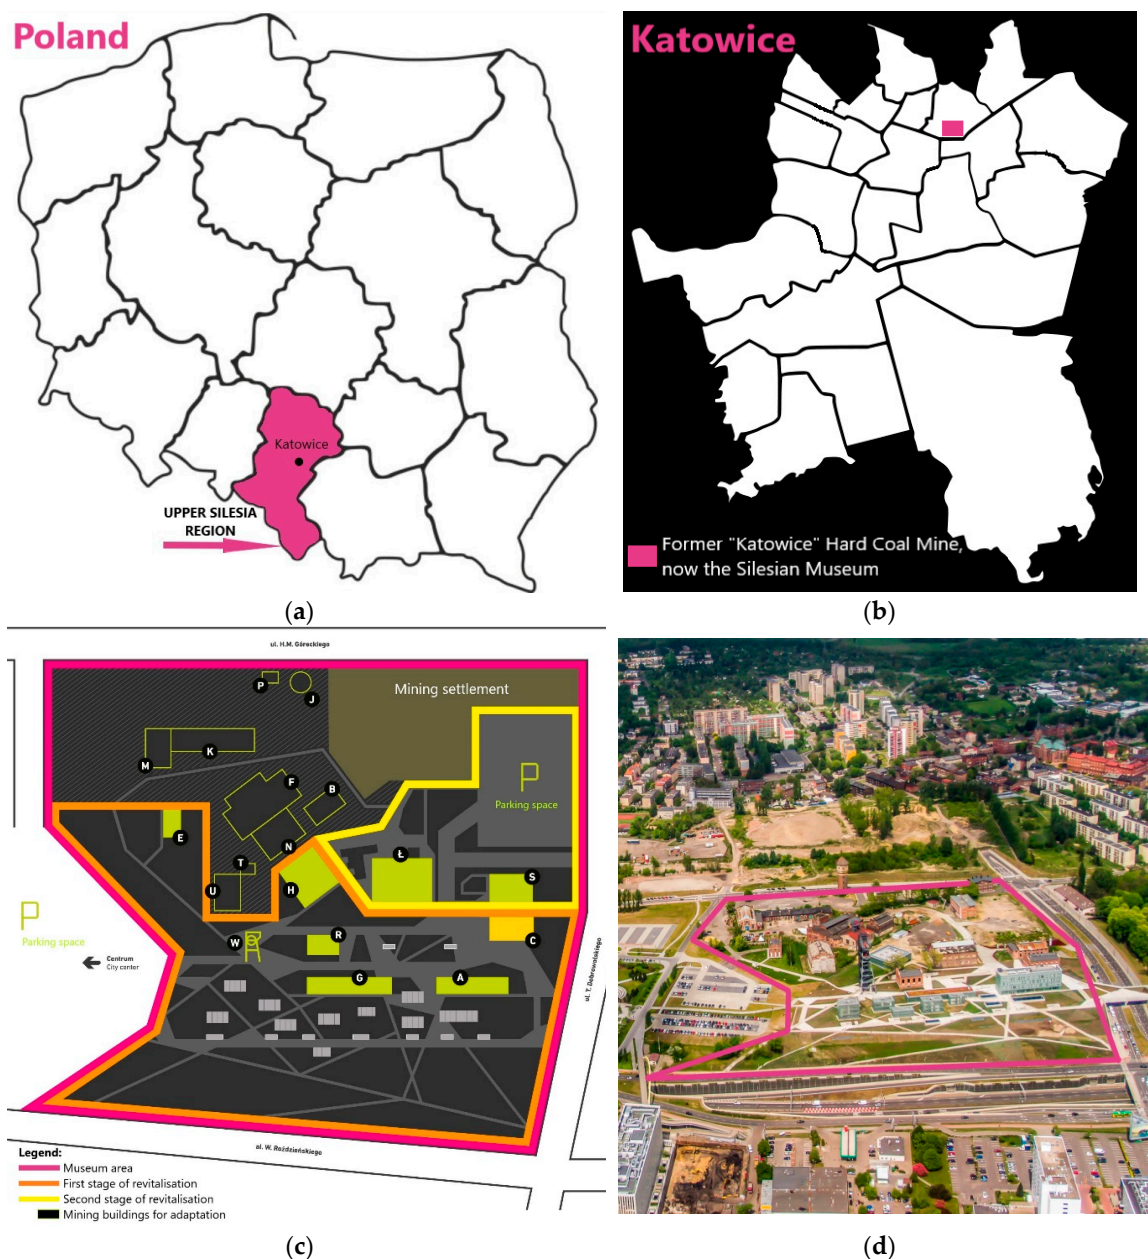 Poland
Katowice
UPPER SILESIA
REGION
(a)
Katowice
Former "Katowice" Hard Coal Mine,
now the Silesian Museum
(b)
ul. H.M. Góreckiego
P
J
Mining settlement
K
M
F
B
P
Parking space
E
N
T
Ł
U
H
S
P
Parking space
W
R
C
Centrum
City center
G
A
ul. T. Dobrowolskiego
al. W. Roździeńskiego
Legend:
Museum area
First stage of revitalisation
Second stage of revitalisation
Mining buildings for adaptation
(c)
(d)